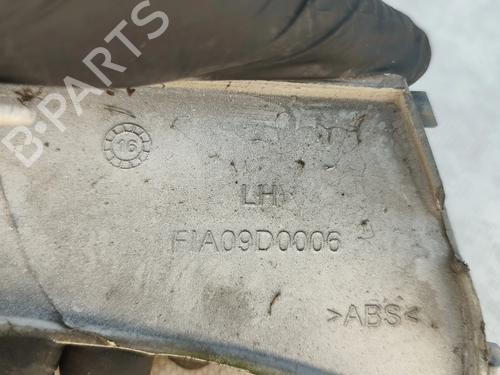 B-PARTS
16
LH
FIA09D0006
>ABS<